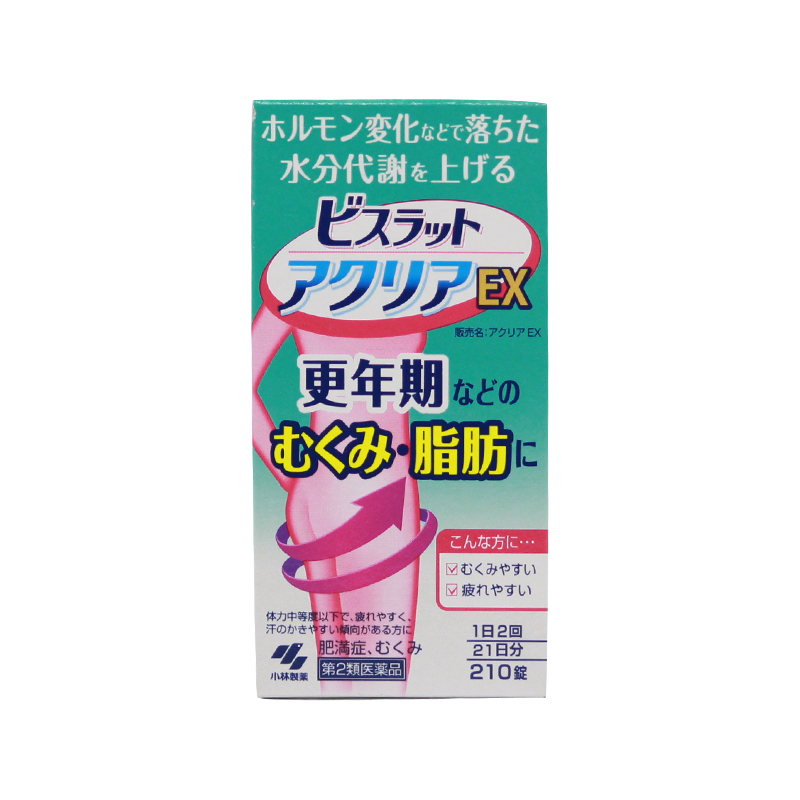 ホルモン変化などで落ちた
水分代謝を上げる
ビスラット
アクリアEX
販売名:アクリアEX
更年期などの
むくみ・脂肪に
こんな方に…
むくみやすい
疲れやすい
体力中等度以下で、疲れやすく、
汗のかきやすい傾向がある方に
肥満症、むくみ
第2類医薬品
小林製薬
1日2回
21日分
210錠